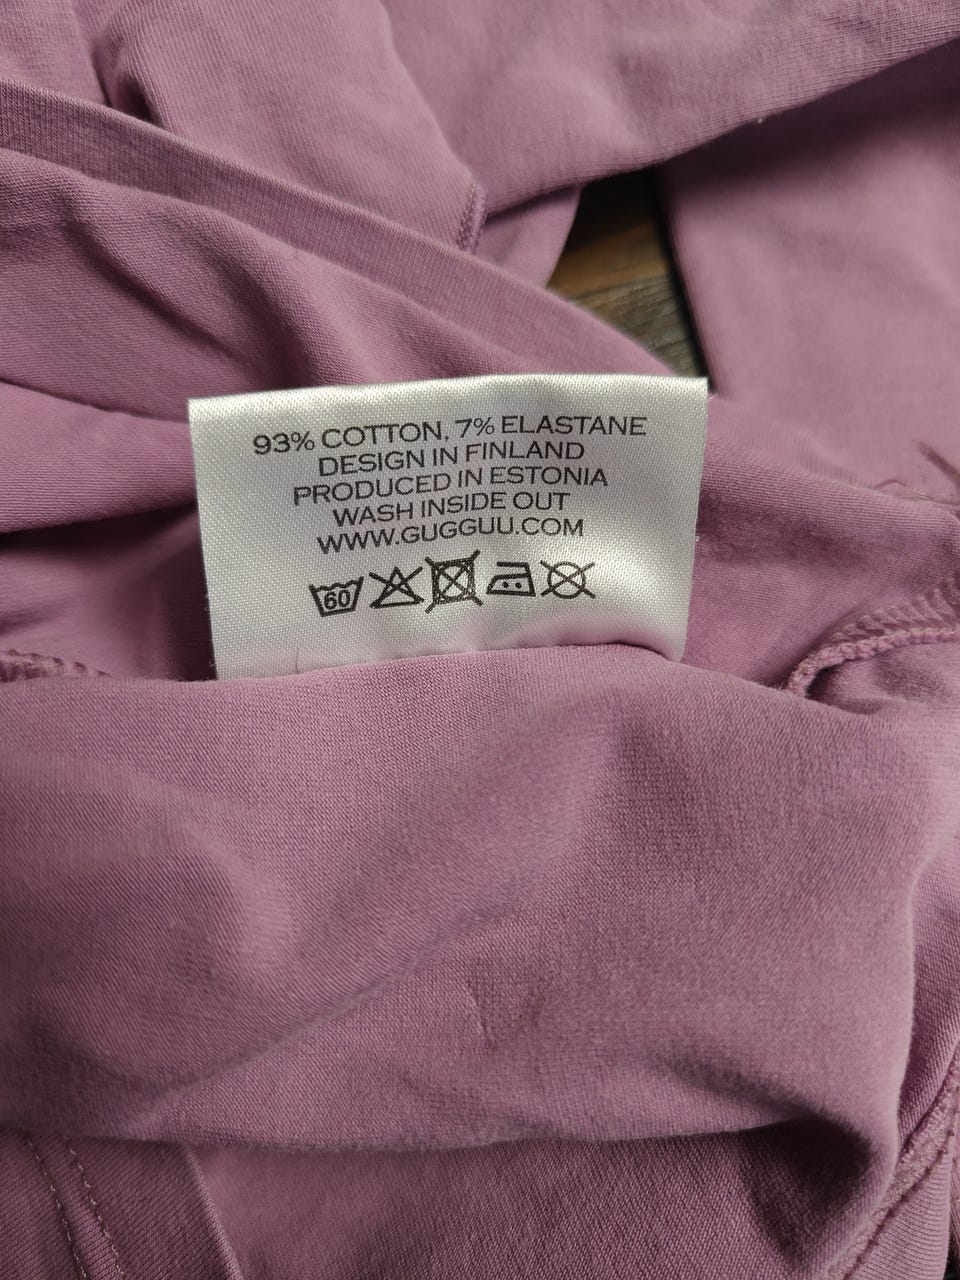 93% COTTON, 7% ELASTANE
DESIGN IN FINLAND
PRODUCED IN ESTONIA
WASH INSIDE OUT
WWW.GUGGUU.COM
60